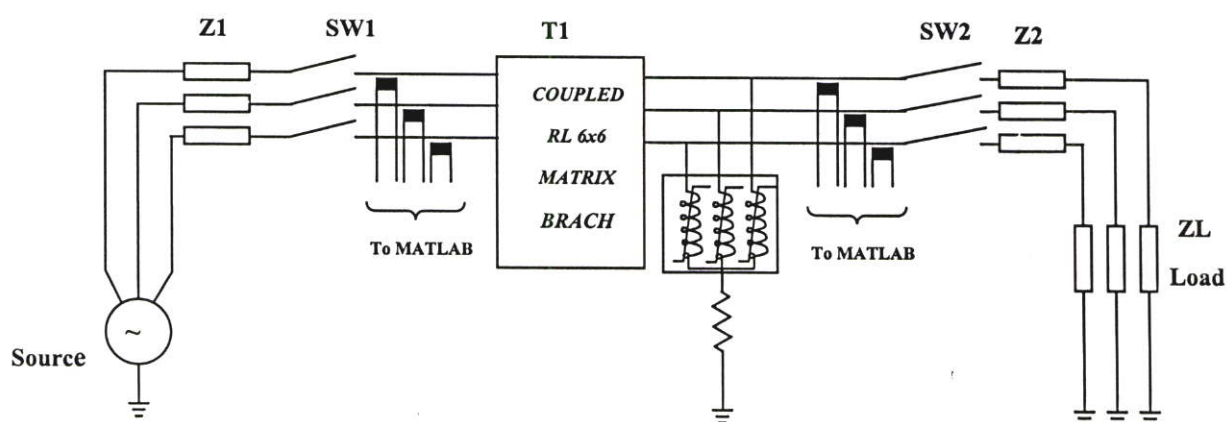 Z1
SW1
T1
SW2
Z2
COUPLED
RL 6x6
MATRIX
BRACH
To MATLAB
To MATLAB
ZL
Load
~
Source